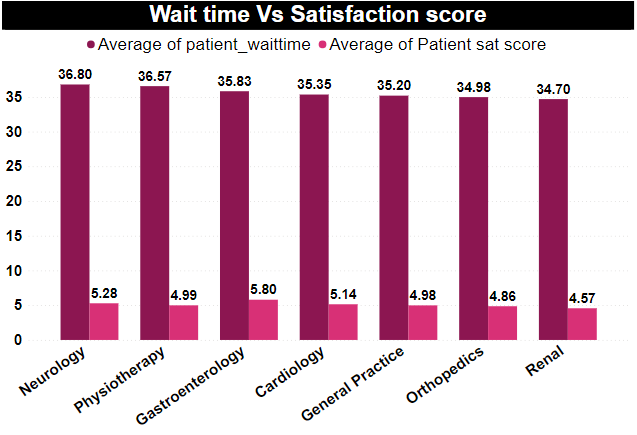 Wait time Vs Satisfaction score
Average of patient_waittime Average of Patient sat score
36.80 36.57 35.83 35.35 35.20 34.98 34.70
35
30
25
20
15
10
5
0
5.28 4.99 5.80 5.14 4.98 4.86 4.57
Neurology Physiotherapy Gastroenterology Cardiology General Practice Orthopedics Renal